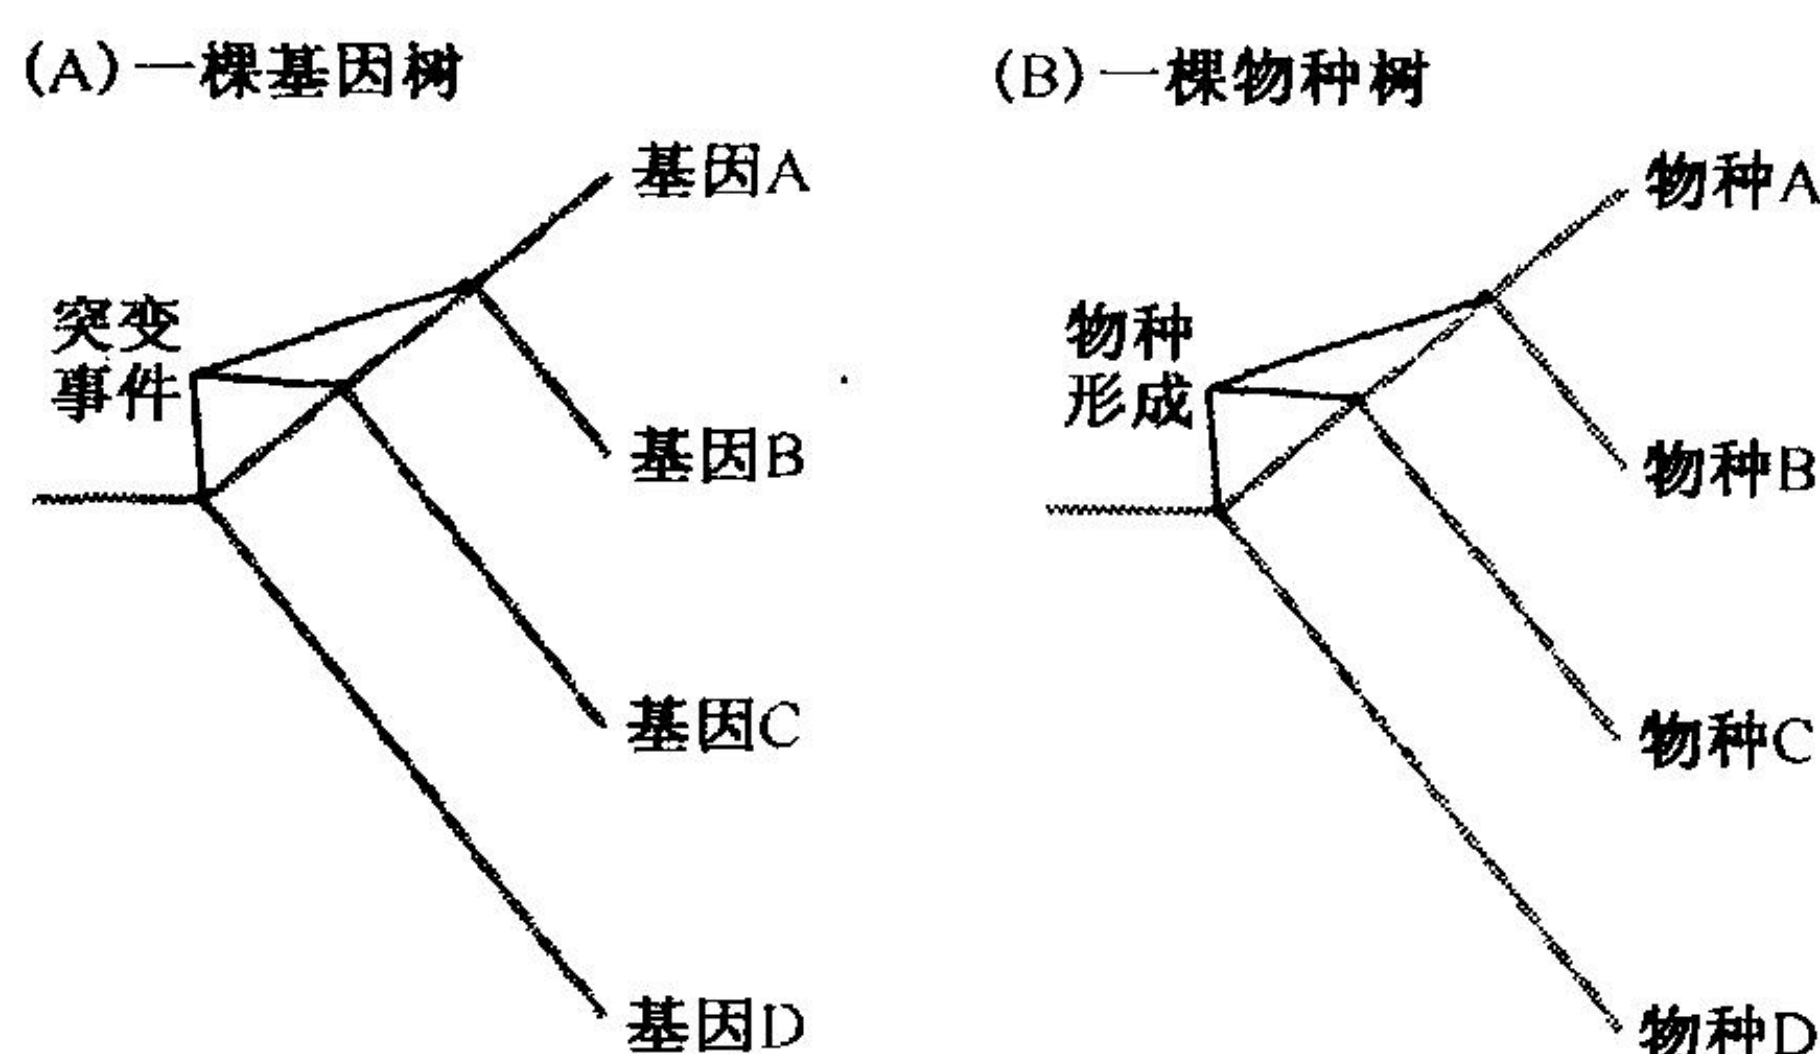 (A)一棵基因树
基因A
突变
事件
基因B
基因C
基因D
(B)一棵物种树
物种A
物种
形成
物种B
物种C
物种D